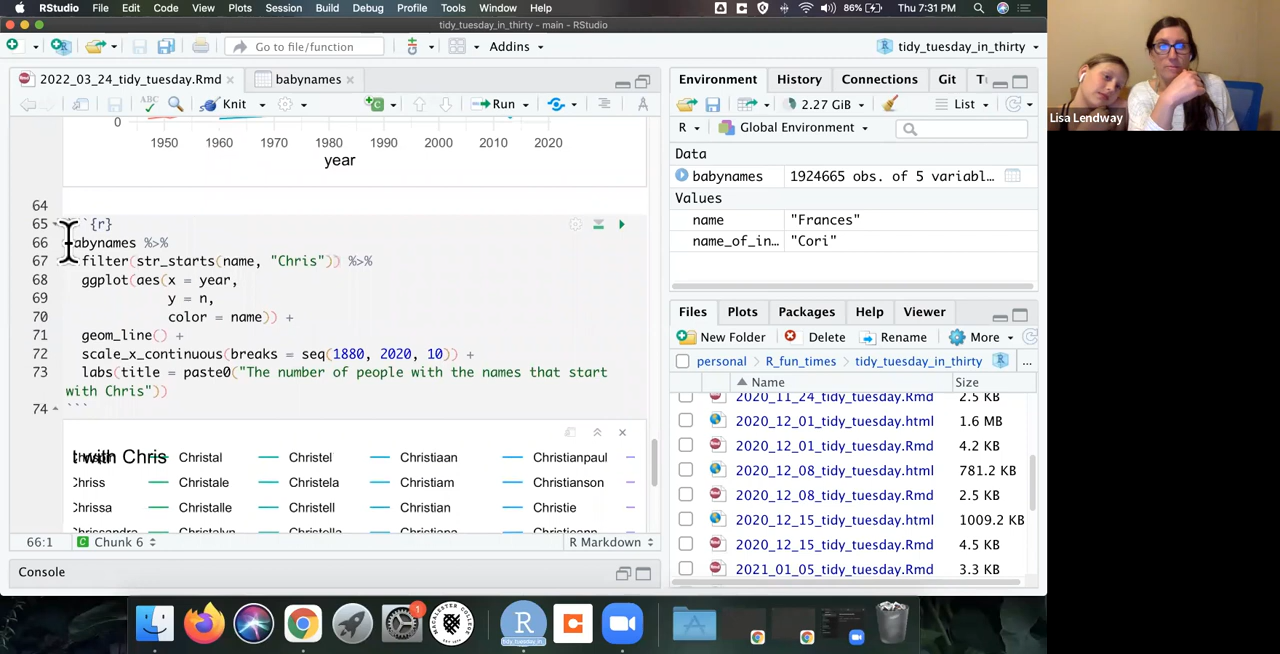 RStudio File Edit Code View Plots Session Build Debug Profile Tools Window Help 86% Thu 7:31 PM
tidy_tuesday_in_thirty - main - RStudio
Go to file/function Addins tidy_tuesday_in_thirty
2022_03_24_tidy_tuesday.Rmd babynames
Environment History Connections Git
Knit Run
2.27 GiB List
R Global Environment
Data
babynames 1924665 obs. of 5 variabl…
Values
name "Frances"
name_of_in… "Cori"
0
1950 1960 1970 1980 1990 2000 2010 2020
year
64
65 `{r}
66 abynames %>%
67 filter(str_starts(name, "Chris")) %>%
68 ggplot(aes(x = year,
69 y = n,
70 color = name)) +
71 geom_line() +
72 scale_x_continuous(breaks = seq(1880, 2020, 10)) +
73 labs(title = paste0("The number of people with the names that start
with Chris"))
74 ```
t with Chris
Christal Christel Christiaan Christianpaul
Chriss Christale Christela Christiam Christianson
Chrissa Christalle Christell Christian Christie
Chrissandra Christalyn Christella Christiana Christieann
66:1 Chunk 6 R Markdown
Console
Files Plots Packages Help Viewer
New Folder Delete Rename More
personal R_fun_times tidy_tuesday_in_thirty …
Name Size
2020_11_24_tidy_tuesday.Rmd 2.5 KB
2020_12_01_tidy_tuesday.html 1.6 MB
2020_12_01_tidy_tuesday.Rmd 4.2 KB
2020_12_08_tidy_tuesday.html 781.2 KB
2020_12_08_tidy_tuesday.Rmd 2.5 KB
2020_12_15_tidy_tuesday.html 1009.2 KB
2020_12_15_tidy_tuesday.Rmd 4.5 KB
2021_01_05_tidy_tuesday.Rmd 3.3 KB
Lisa Lendway